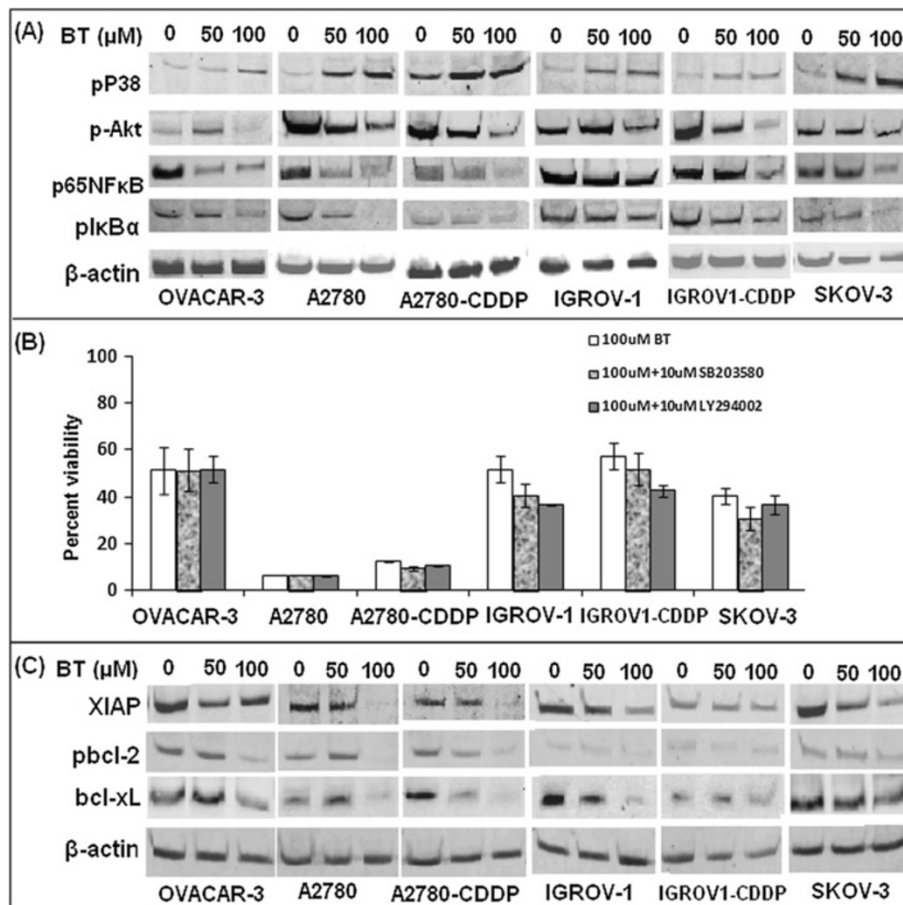 (A) BT (µM) 0 50 100 0 50 100 0 50 100 0 50 100 0 50 100 0 50 100
pP38
p-Akt
p65NFκB
pIκBα
β-actin
OVACAR-3 A2780 A2780-CDDP IGROV-1 IGROV1-CDDP SKOV-3
(B)
100uM BT
100uM+10uM SB203580
100uM+10uM LY294002
Percent viability
100
80
60
40
20
0
OVACAR-3 A2780 A2780-CDDP IGROV-1 IGROV1-CDDP SKOV-3
(C) BT (µM) 0 50 100 0 50 100 0 50 100 0 50 100 0 50 100 0 50 100
XIAP
pbcl-2
bcl-xL
β-actin
OVACAR-3 A2780 A2780-CDDP IGROV-1 IGROV1-CDDP SKOV-3